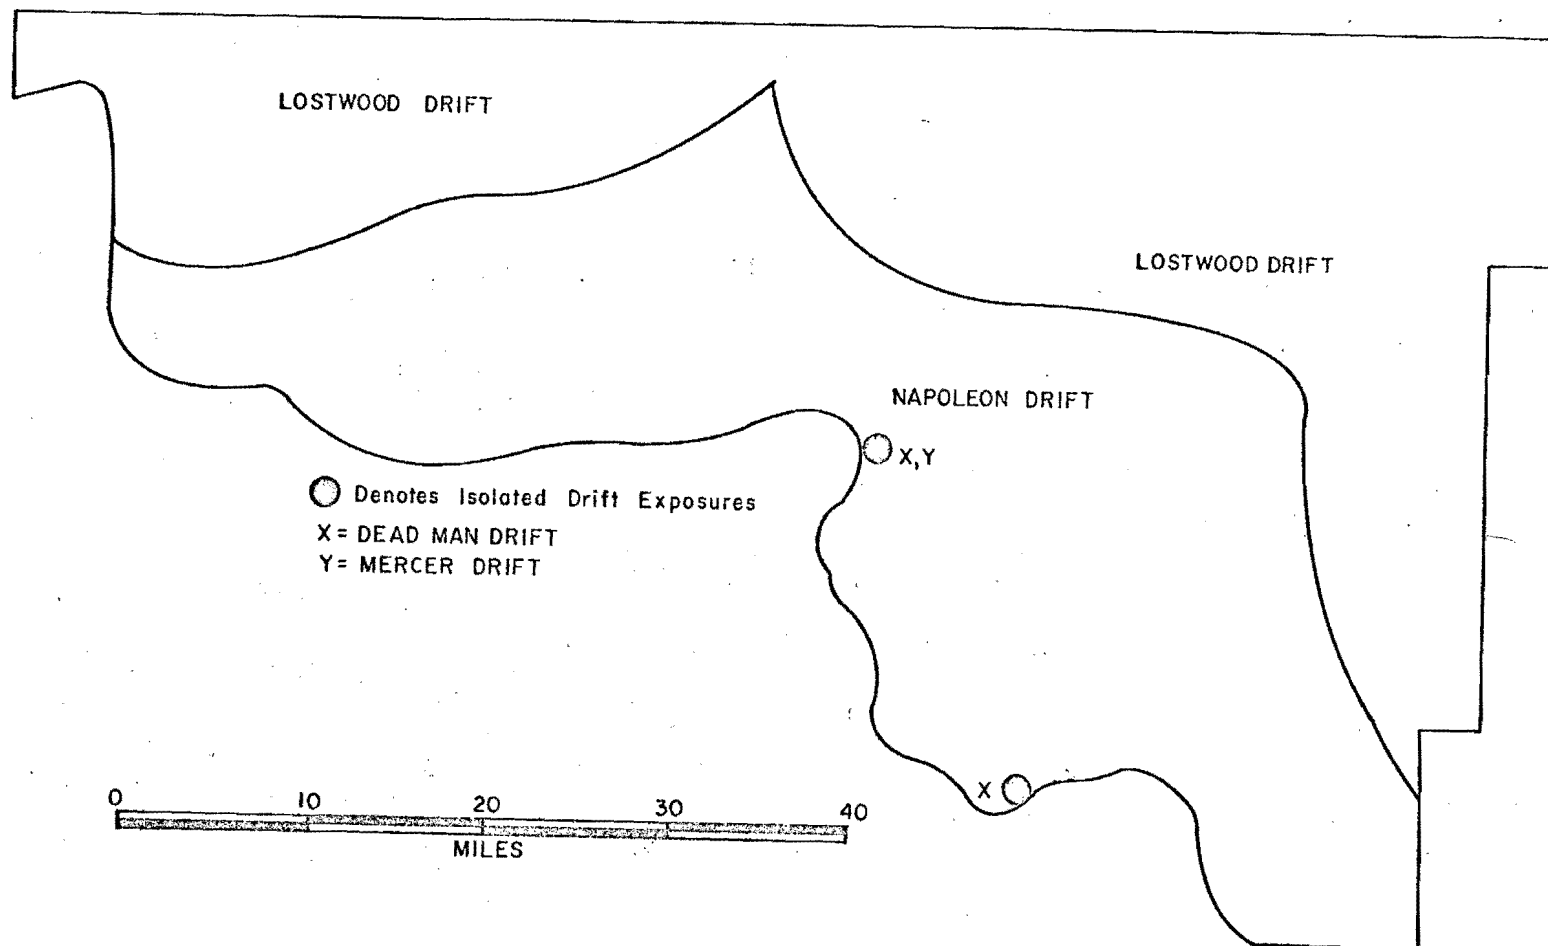 LOSTWOOD DRIFT
LOSTWOOD DRIFT
NAPOLEON DRIFT
X,Y
Denotes Isolated Drift Exposures
X = DEAD MAN DRIFT
Y = MERCER DRIFT
X
0 10 20 30 40
MILES